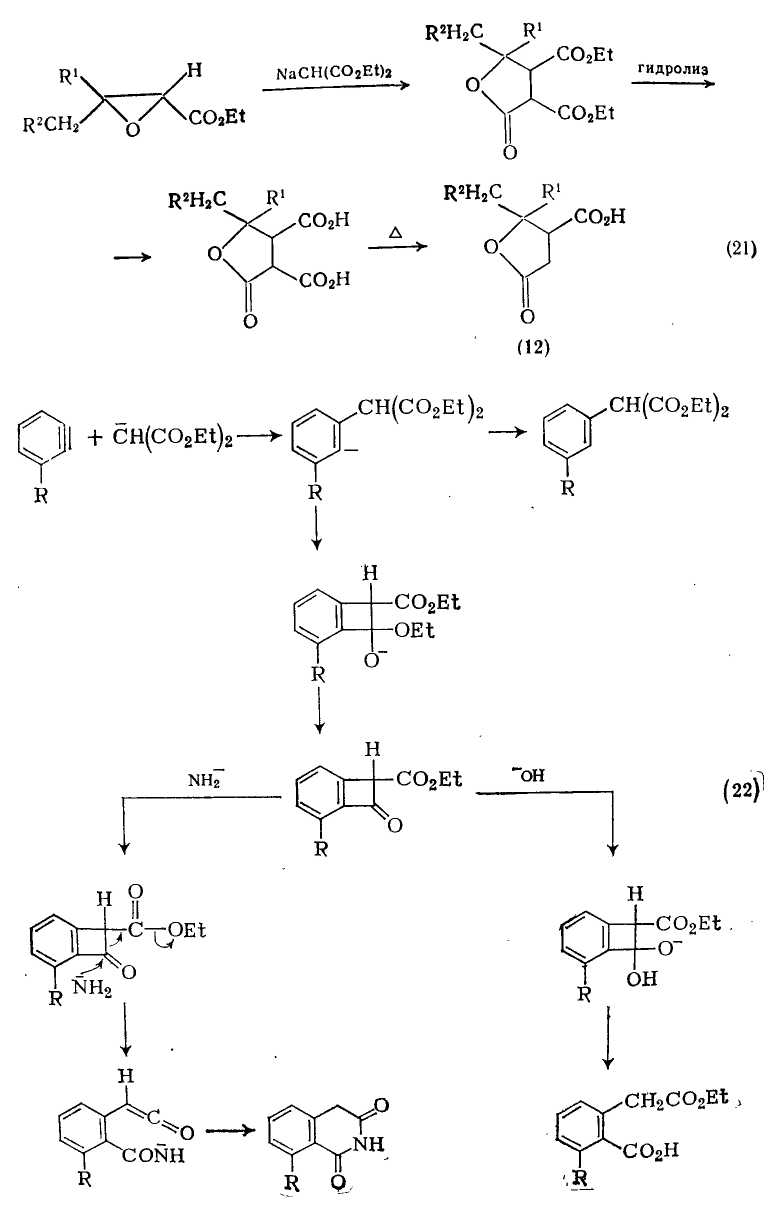 R²H₂C R¹
R¹ H NaCH(CO₂Et)₂ CO₂Et гидролиз
R²CH₂ O CO₂Et O CO₂Et
O
R²H₂C R¹ R²H₂C R¹
CO₂H △ CO₂H
O CO₂H O (21)
O O
(12)
+ C̄H(CO₂Et)₂ CH(CO₂Et)₂ CH(CO₂Et)₂
−
R R R
H
CO₂Et
OEt
R O⁻
H
NH₂⁻ CO₂Et ⁻OH (22)
O
R
O
H C OEt H
CO₂Et
O O⁻
R N̄H₂ R OH
H
C O O CH₂CO₂Et
CON̄H NH CO₂H
R R O R